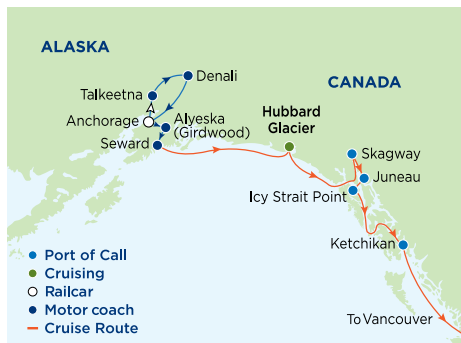 ALASKA
Denali
CANADA
Talkeetna
Hubbard
Glacier
Anchorage
Alyeska
(Girdwood)
Seward
Skagway
Juneau
Icy Strait Point
Ketchikan
Port of Call
Cruising
Railcar
Motor coach
Cruise Route
To Vancouver